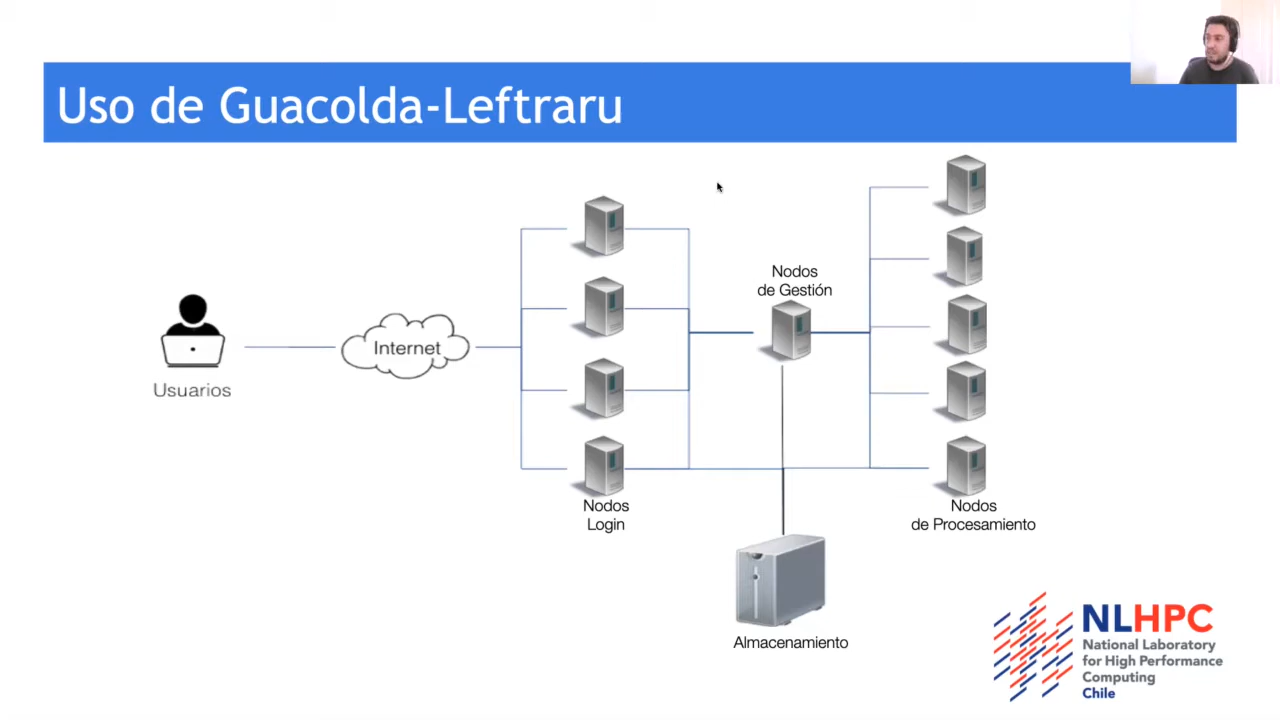 Uso de Guacolda-Leftraru
Usuarios
Internet
Nodos
Login
Nodos
de Gestión
Almacenamiento
Nodos
de Procesamiento
NLHPC
National Laboratory
for High Performance
Computing
Chile